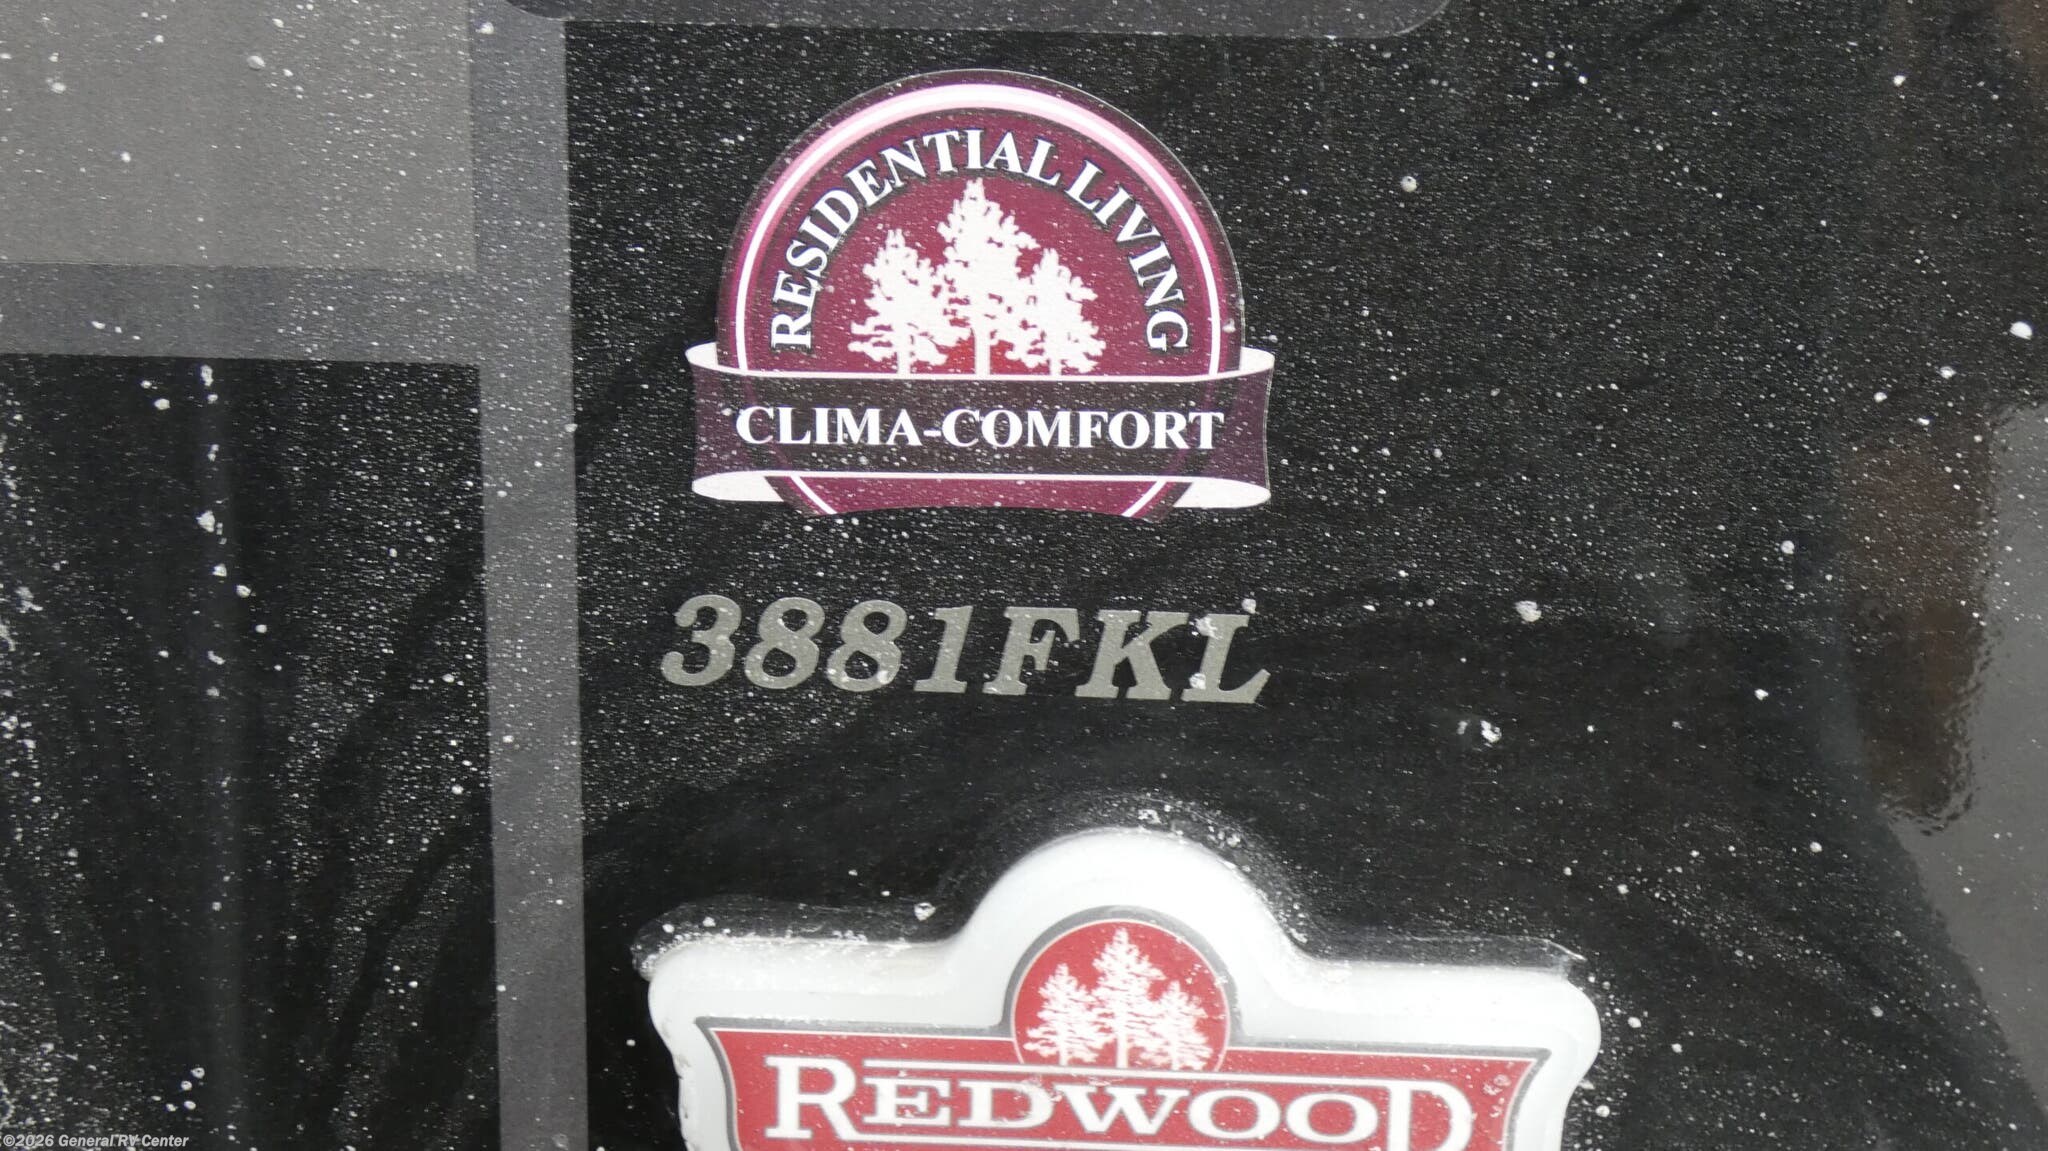 RESIDENTIAL LIVING
CLIMA-COMFORT
3881FKL
REDWOOD
©2026 General RV Center